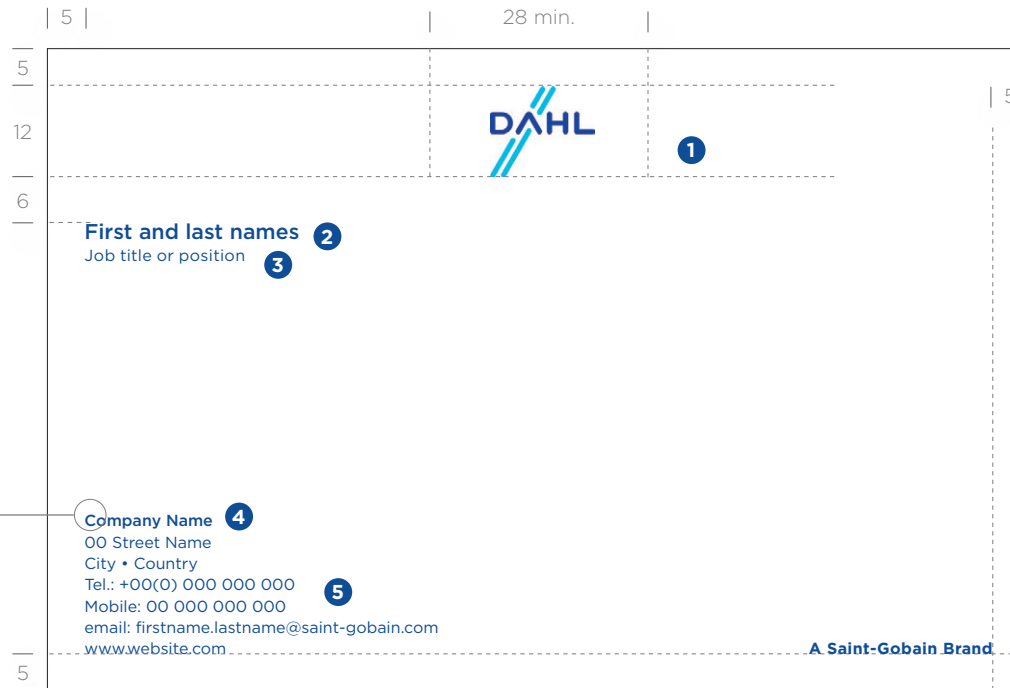 5
28 min.
5
5
12
DAHL
1
6
First and last names 2
Job title or position 3
Company Name 4
00 Street Name
City • Country
Tel.: +00(0) 000 000 000
5
Mobile: 00 000 000 000
email: firstname.lastname@saint-gobain.com
www.website.com
A Saint-Gobain Brand
5